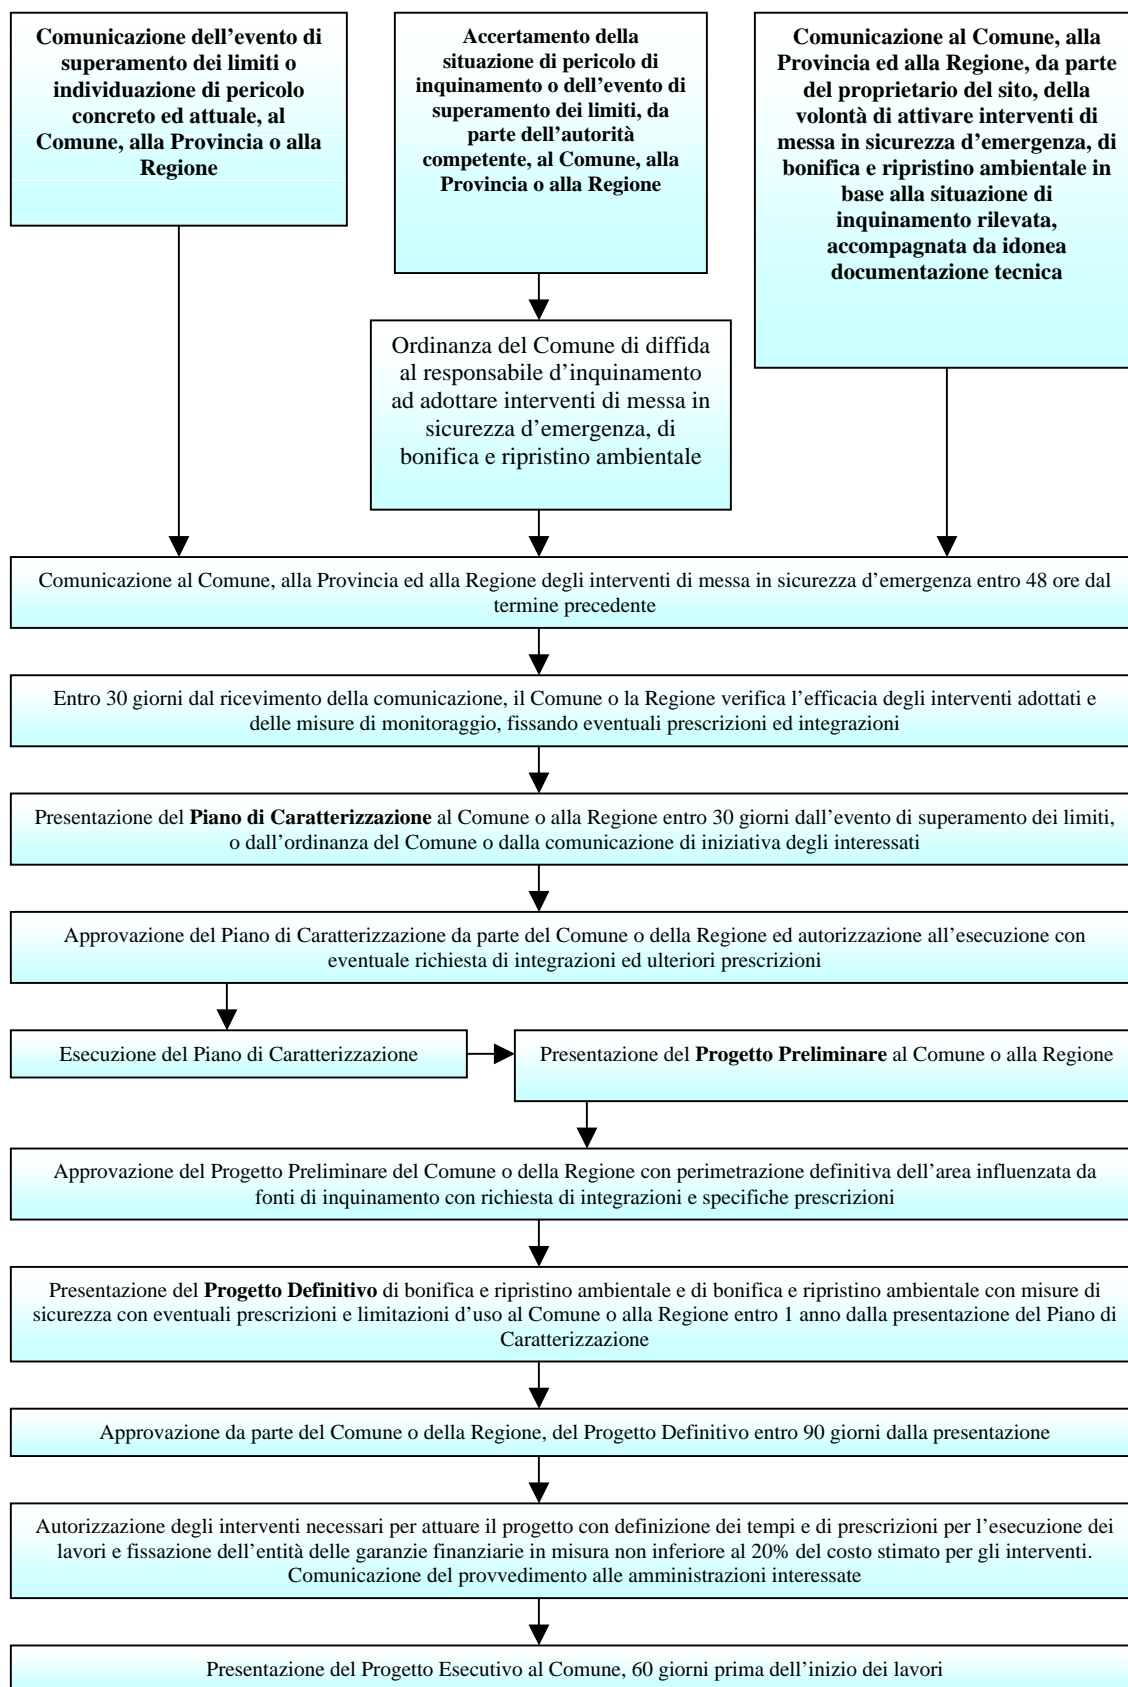 Comunicazione dell’evento di
superamento dei limiti o
individuazione di pericolo
concreto ed attuale, al
Comune, alla Provincia o alla
Regione
Accertamento della
situazione di pericolo di
inquinamento o dell’evento di
superamento dei limiti, da
parte dell’autorità
competente, al Comune, alla
Provincia o alla Regione
Comunicazione al Comune, alla
Provincia ed alla Regione, da parte
del proprietario del sito, della
volontà di attivare interventi di
messa in sicurezza d’emergenza, di
bonifica e ripristino ambientale in
base alla situazione di
inquinamento rilevata,
accompagnata da idonea
documentazione tecnica
Ordinanza del Comune di diffida
al responsabile d’inquinamento
ad adottare interventi di messa in
sicurezza d’emergenza, di
bonifica e ripristino ambientale
Comunicazione al Comune, alla Provincia ed alla Regione degli interventi di messa in sicurezza d’emergenza entro 48 ore dal
termine precedente
Entro 30 giorni dal ricevimento della comunicazione, il Comune o la Regione verifica l’efficacia degli interventi adottati e
delle misure di monitoraggio, fissando eventuali prescrizioni ed integrazioni
Presentazione del Piano di Caratterizzazione al Comune o alla Regione entro 30 giorni dall’evento di superamento dei limiti,
o dall’ordinanza del Comune o dalla comunicazione di iniziativa degli interessati
Approvazione del Piano di Caratterizzazione da parte del Comune o della Regione ed autorizzazione all’esecuzione con
eventuale richiesta di integrazioni ed ulteriori prescrizioni
Esecuzione del Piano di Caratterizzazione
Presentazione del Progetto Preliminare al Comune o alla Regione
Approvazione del Progetto Preliminare del Comune o della Regione con perimetrazione definitiva dell’area influenzata da
fonti di inquinamento con richiesta di integrazioni e specifiche prescrizioni
Presentazione del Progetto Definitivo di bonifica e ripristino ambientale e di bonifica e ripristino ambientale con misure di
sicurezza con eventuali prescrizioni e limitazioni d’uso al Comune o alla Regione entro 1 anno dalla presentazione del Piano di
Caratterizzazione
Approvazione da parte del Comune o della Regione, del Progetto Definitivo entro 90 giorni dalla presentazione
Autorizzazione degli interventi necessari per attuare il progetto con definizione dei tempi e di prescrizioni per l’esecuzione dei
lavori e fissazione dell’entità delle garanzie finanziarie in misura non inferiore al 20% del costo stimato per gli interventi.
Comunicazione del provvedimento alle amministrazioni interessate
Presentazione del Progetto Esecutivo al Comune, 60 giorni prima dell’inizio dei lavori